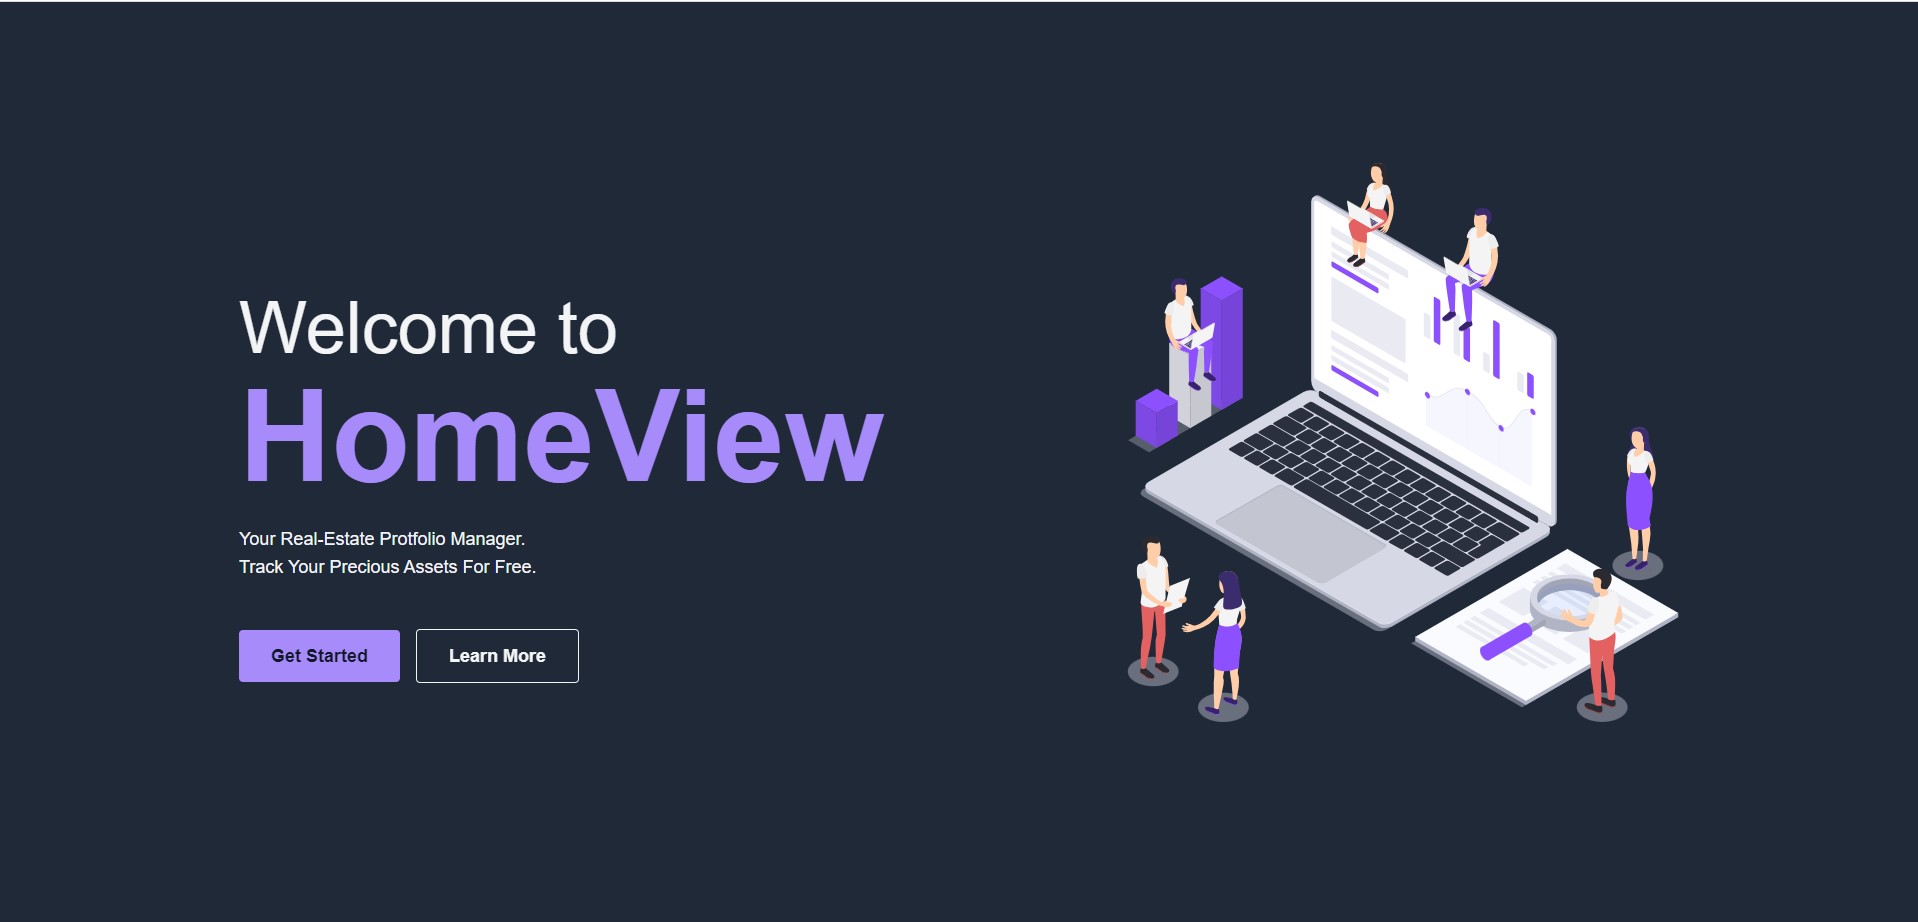 Welcome to
HomeView
Your Real-Estate Protfolio Manager.
Track Your Precious Assets For Free.
Get Started
Learn More